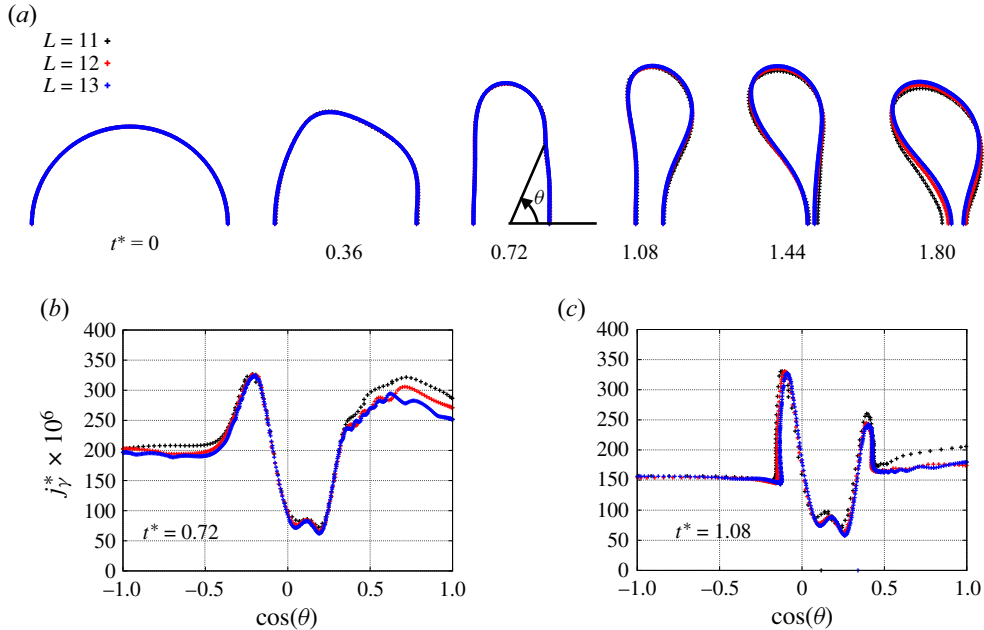 (a)
L = 11
L = 12
L = 13
θ
t* = 0
0.36
0.72
1.08
1.44
1.80
(b)
400
350
300
250
200
150
100
50
0
j*γ × 10⁶
t* = 0.72
−1.0 −0.5 0 0.5 1.0
cos(θ)
(c)
400
350
300
250
200
150
100
50
0
t* = 1.08
−1.0 −0.5 0 0.5 1.0
cos(θ)